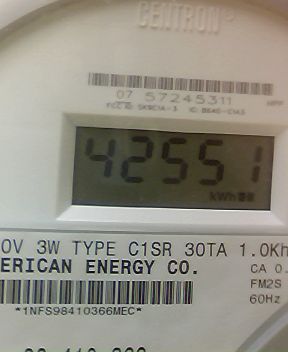 CENTRON®
07 57245311
42551
kWh
0V 3W TYPE C1SR 30TA 1.0Kh
ERICAN ENERGY CO.
CA 0.
FM2S
60Hz
*1NFS98410366MEC*